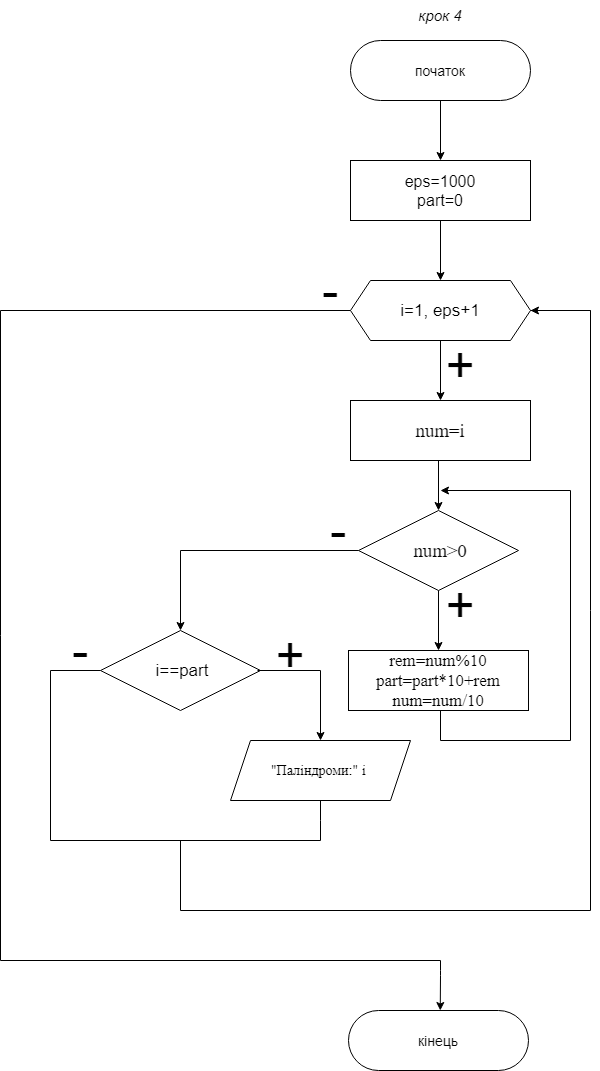 крок 4
початок
eps=1000
part=0
-
i=1, eps+1
+
num=i
-
num>0
+
-
i==part
+
rem=num%10
part=part*10+rem
num=num/10
"Паліндроми:" i
кінець